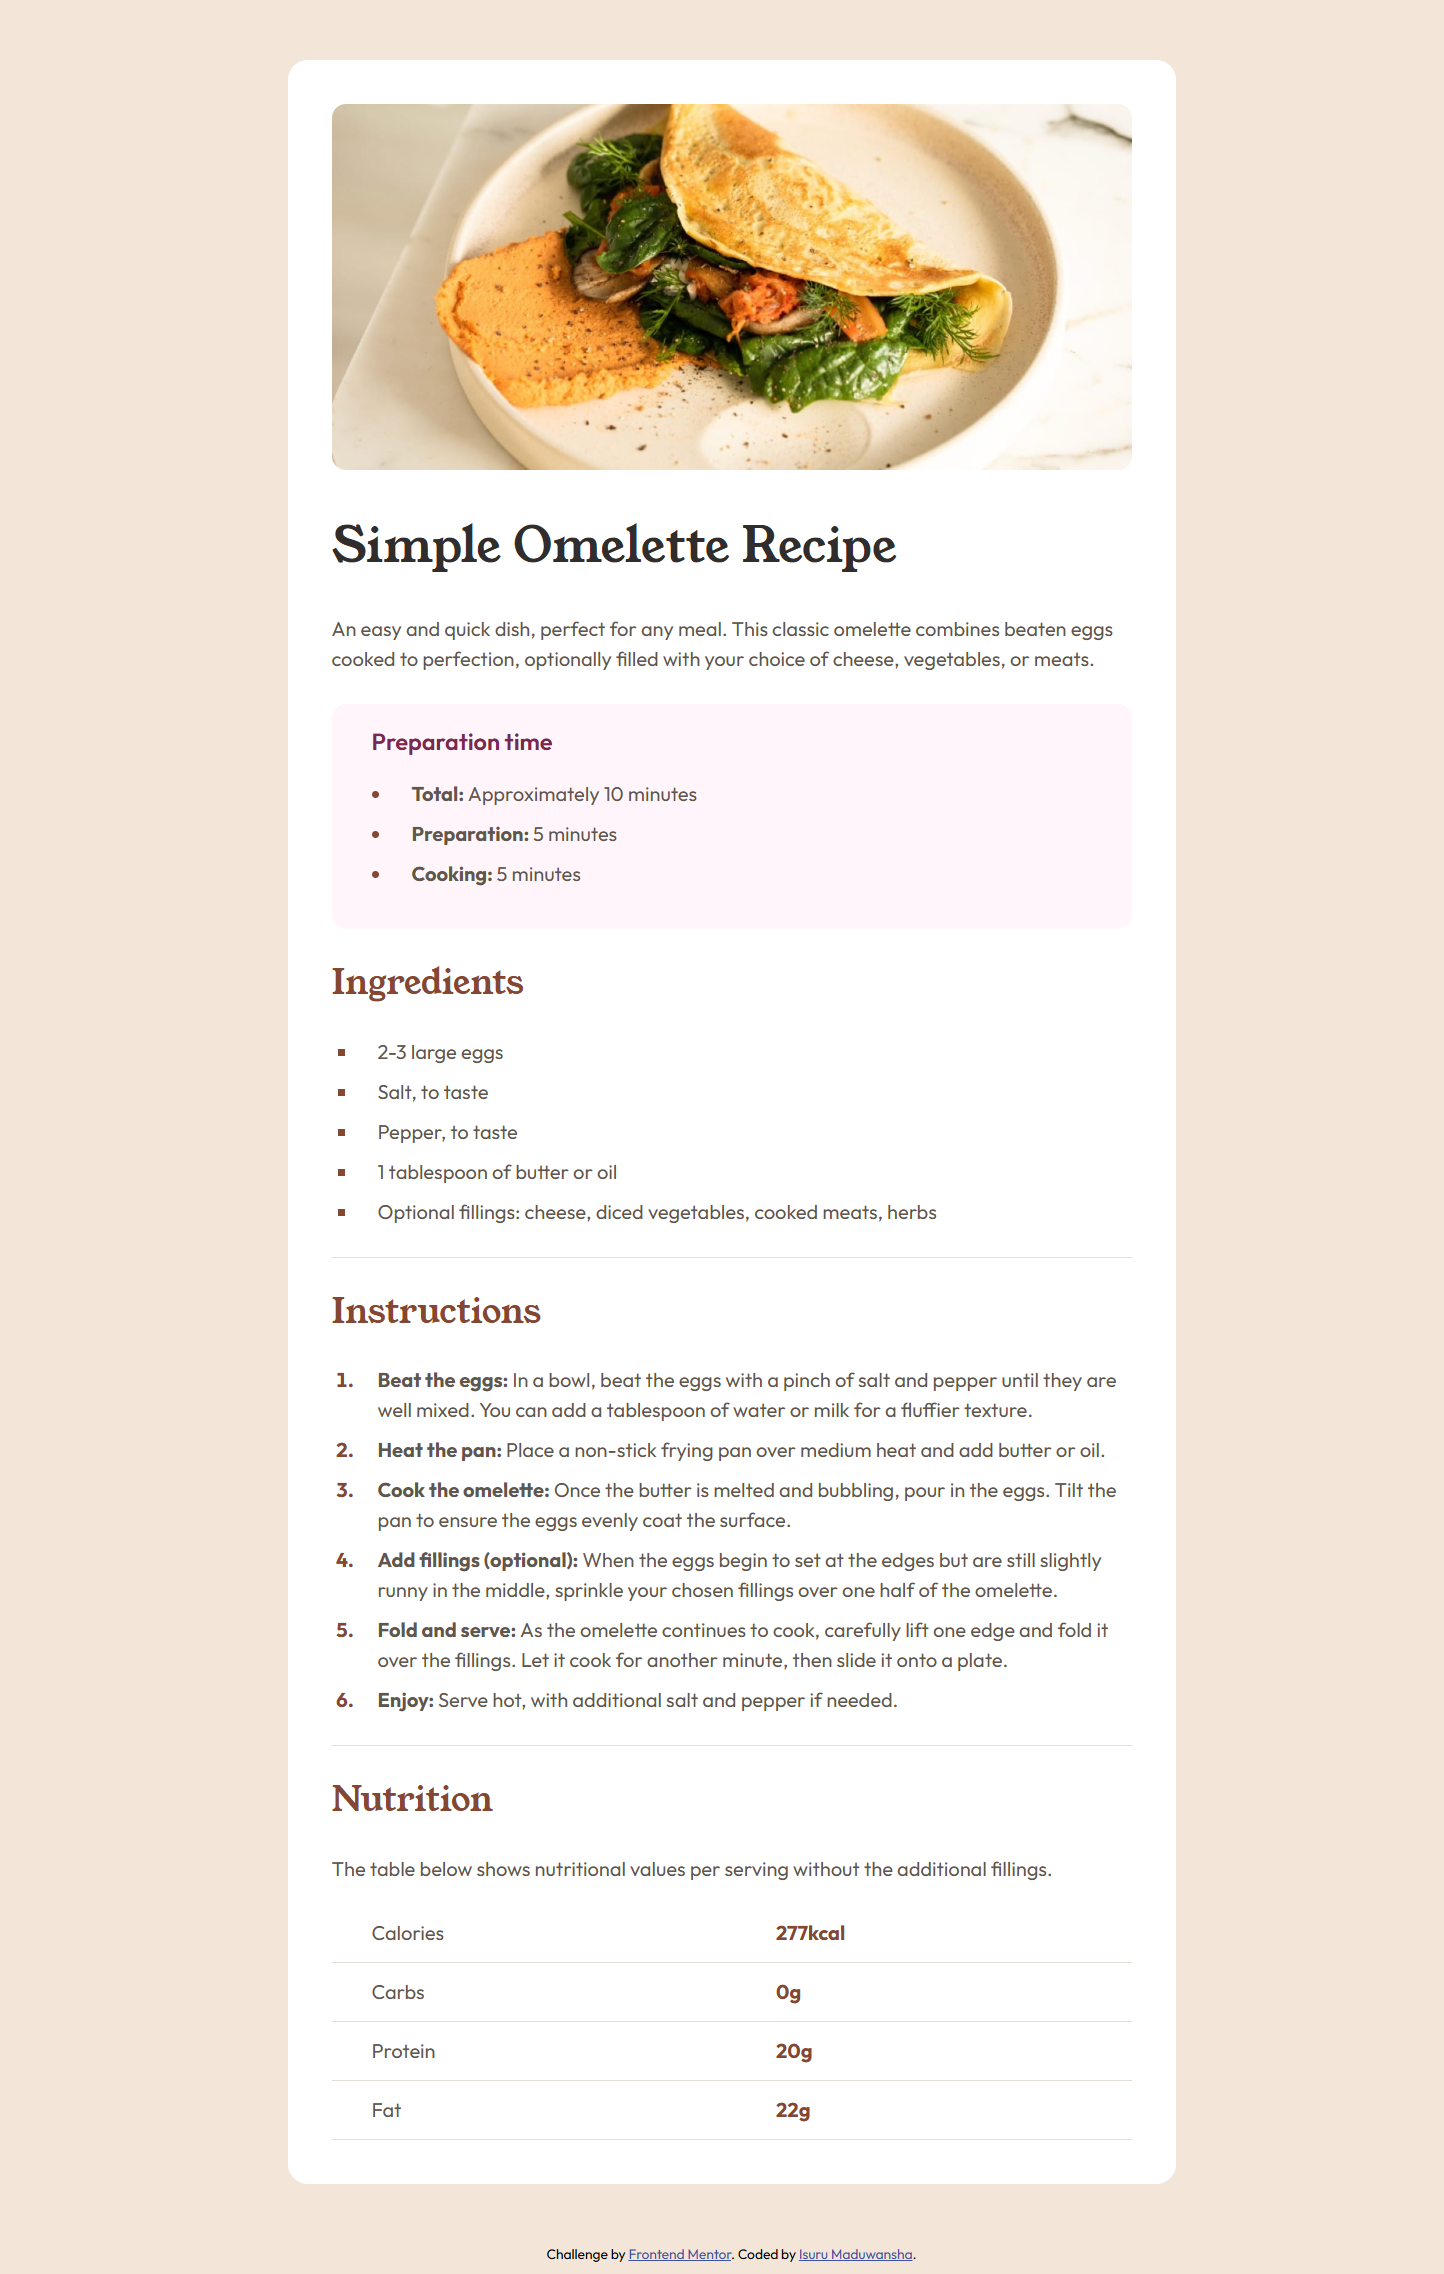 Simple Omelette Recipe
An easy and quick dish, perfect for any meal. This classic omelette combines beaten eggs
cooked to perfection, optionally filled with your choice of cheese, vegetables, or meats.
Preparation time
• Total: Approximately 10 minutes
• Preparation: 5 minutes
• Cooking: 5 minutes
Ingredients
▪ 2-3 large eggs
▪ Salt, to taste
▪ Pepper, to taste
▪ 1 tablespoon of butter or oil
▪ Optional fillings: cheese, diced vegetables, cooked meats, herbs
Instructions
1. Beat the eggs: In a bowl, beat the eggs with a pinch of salt and pepper until they are
well mixed. You can add a tablespoon of water or milk for a fluffier texture.
2. Heat the pan: Place a non-stick frying pan over medium heat and add butter or oil.
3. Cook the omelette: Once the butter is melted and bubbling, pour in the eggs. Tilt the
pan to ensure the eggs evenly coat the surface.
4. Add fillings (optional): When the eggs begin to set at the edges but are still slightly
runny in the middle, sprinkle your chosen fillings over one half of the omelette.
5. Fold and serve: As the omelette continues to cook, carefully lift one edge and fold it
over the fillings. Let it cook for another minute, then slide it onto a plate.
6. Enjoy: Serve hot, with additional salt and pepper if needed.
Nutrition
The table below shows nutritional values per serving without the additional fillings.
Calories 277kcal
Carbs 0g
Protein 20g
Fat 22g
Challenge by Frontend Mentor. Coded by Isuru Maduwansha.